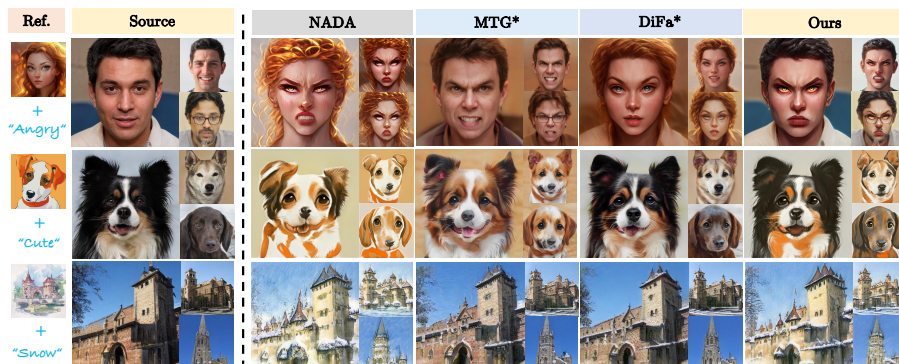 Ref. Source NADA MTG* DiFa* Ours
+
"Angry"
+
"Cute"
+
"Snow"